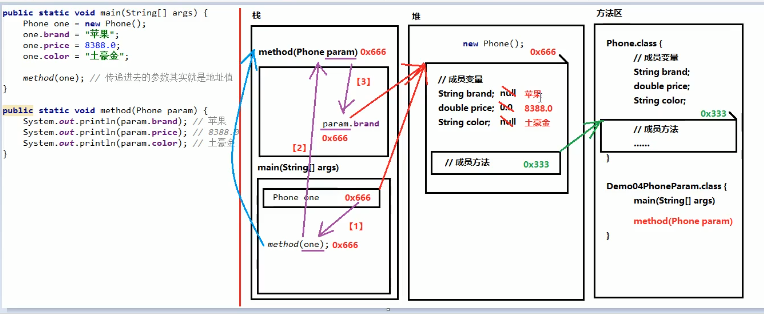 public static void main(String[] args) {
Phone one = new Phone();
one.brand = "苹果";
one.price = 8388.0;
one.color = "土豪金";
method(one); // 传递进去的参数其实就是地址值
}
public static void method(Phone param) {
System.out.println(param.brand); // 苹果
System.out.println(param.price); // 8388.0
System.out.println(param.color); // 土豪金
}
栈
method(Phone param) 0x666
【3】
param.brand
0x666
【2】
main(String[] args)
Phone one 0x666
【1】
method(one); 0x666
堆
new Phone();
0x666
// 成员变量
String brand; null 苹果
double price; 0.0 8388.0
String color; null 土豪金
// 成员方法 0x333
方法区
Phone.class {
// 成员变量
String brand;
double price;
String color;
0x333
// 成员方法
......
}
Demo04PhoneParam.class {
main(String[] args)
method(Phone param)
}